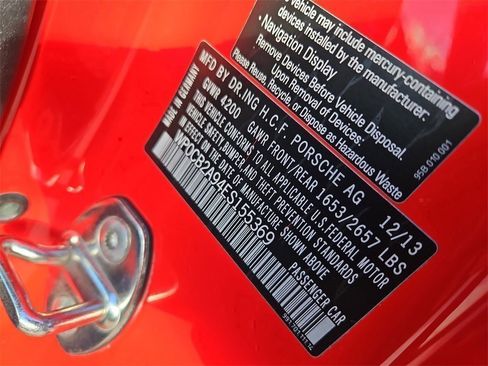 vehicle may include mercury-containing
devices installed by the manufacturer:
• Navigation Display
Remove Devices Before Vehicle Disposal.
Upon Removal of Devices:
Please Reuse, Recycle, or Dispose as Hazardous Waste
958 010 001
MFD BY DR.ING H.C.F. PORSCHE AG 12/13
IN GERMANY
GVWR 4200 GAWR FRONT/REAR 1653/2657 LBS
THIS VEHICLE CONFORMS TO ALL APPLICABLE U.S.FEDERAL MOTOR
VEHICLE SAFETY,BUMPER,AND THEFT PREVENTION STANDARDS
IN EFFECT ON THE DATE OF MANUFACTURE SHOWN ABOVE
WP0CB2A94ES155369
PASSENGER CAR